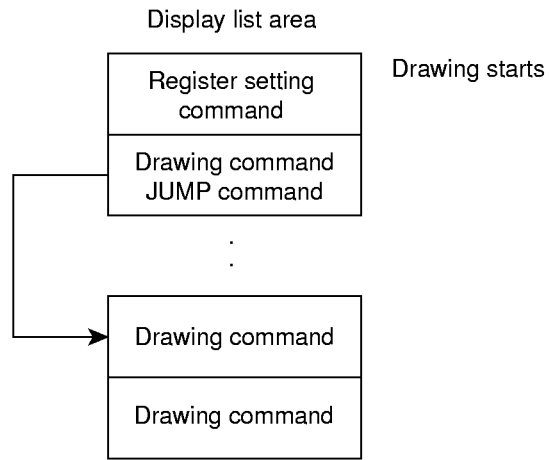 Display list area
Drawing starts
Register setting
command
Drawing command
JUMP command
.
.
Drawing command
Drawing command